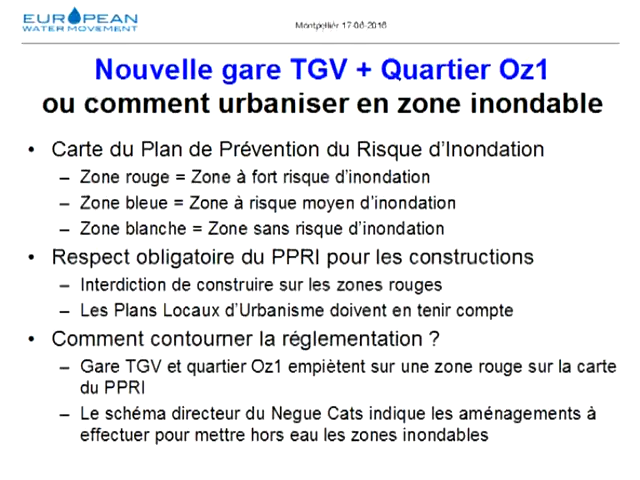 EUROPEAN
WATER MOVEMENT
Montpellier 17-06-2016
Nouvelle gare TGV + Quartier Oz1
ou comment urbaniser en zone inondable
• Carte du Plan de Prévention du Risque d'Inondation
– Zone rouge = Zone à fort risque d'inondation
– Zone bleue = Zone à risque moyen d'inondation
– Zone blanche = Zone sans risque d'inondation
• Respect obligatoire du PPRI pour les constructions
– Interdiction de construire sur les zones rouges
– Les Plans Locaux d'Urbanisme doivent en tenir compte
• Comment contourner la réglementation ?
– Gare TGV et quartier Oz1 empiètent sur une zone rouge sur la carte
du PPRI
– Le schéma directeur du Negue Cats indique les aménagements à
effectuer pour mettre hors eau les zones inondables